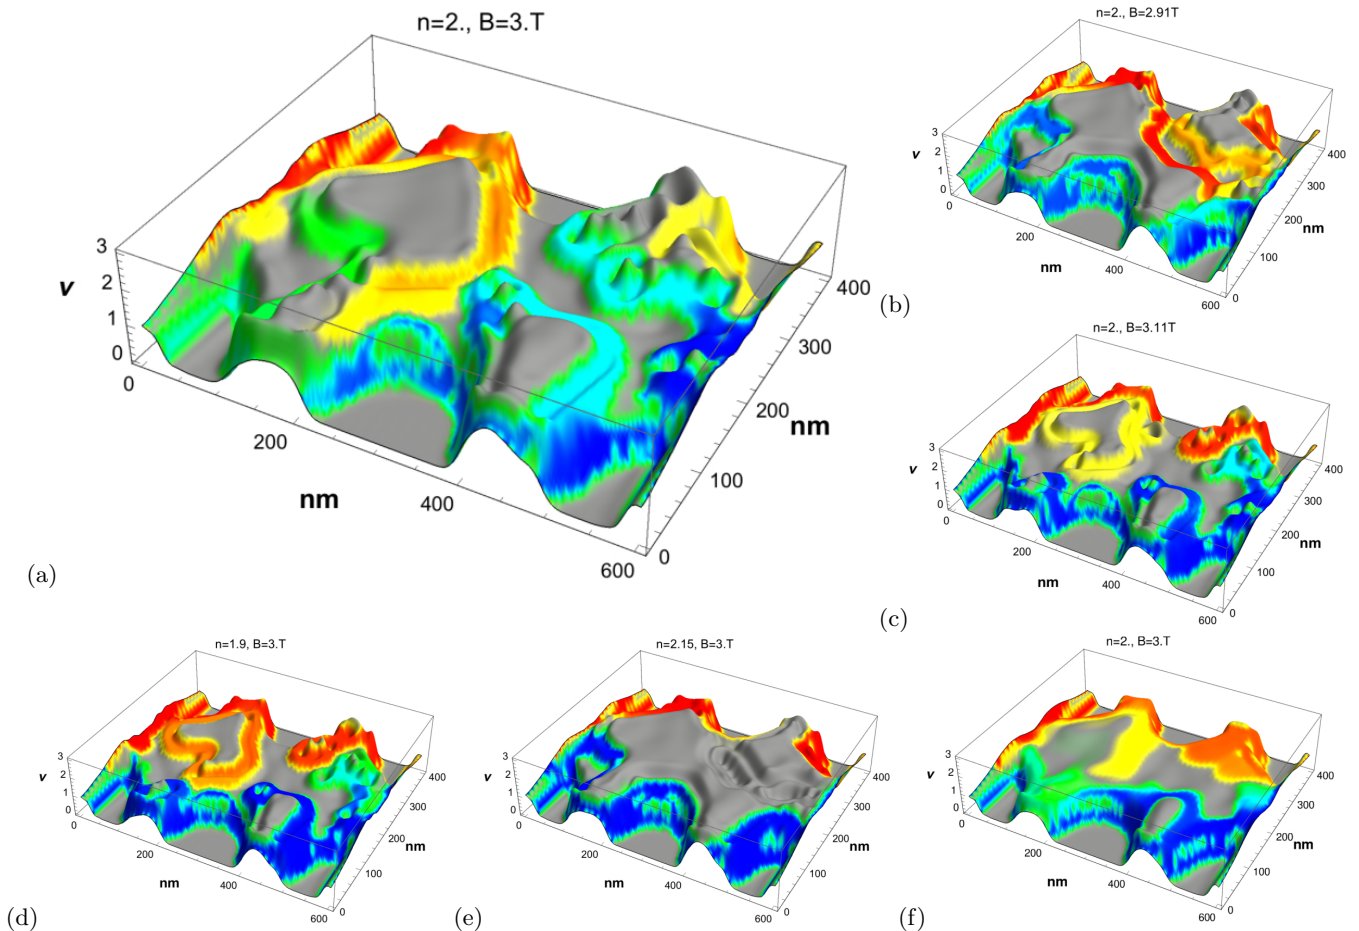 n=2., B=3.T
3
2
1
0
v
0
200
400
600
nm
0
100
200
300
400
nm
(a)
n=2., B=2.91T
3
2
1
0
v
0
200
400
600
nm
0
100
200
300
400
nm
(b)
n=2., B=3.11T
3
2
1
0
v
0
200
400
600
nm
0
100
200
300
400
nm
(c)
n=1.9, B=3.T
3
2
1
0
v
0
200
400
600
nm
0
100
200
300
400
nm
(d)
n=2.15, B=3.T
3
2
1
0
v
0
200
400
600
nm
0
100
200
300
400
nm
(e)
n=2., B=3.T
3
2
1
0
v
0
200
400
600
nm
0
100
200
300
400
nm
(f)